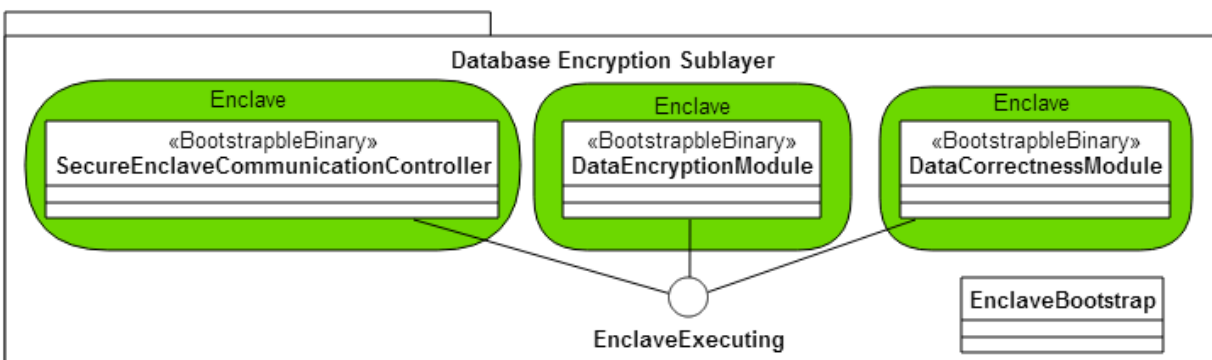 Database Encryption Sublayer
Enclave
«BootstrapbleBinary»
SecureEnclaveCommunicationController
Enclave
«BootstrapbleBinary»
DataEncryptionModule
Enclave
«BootstrapbleBinary»
DataCorrectnessModule
EnclaveExecuting
EnclaveBootstrap